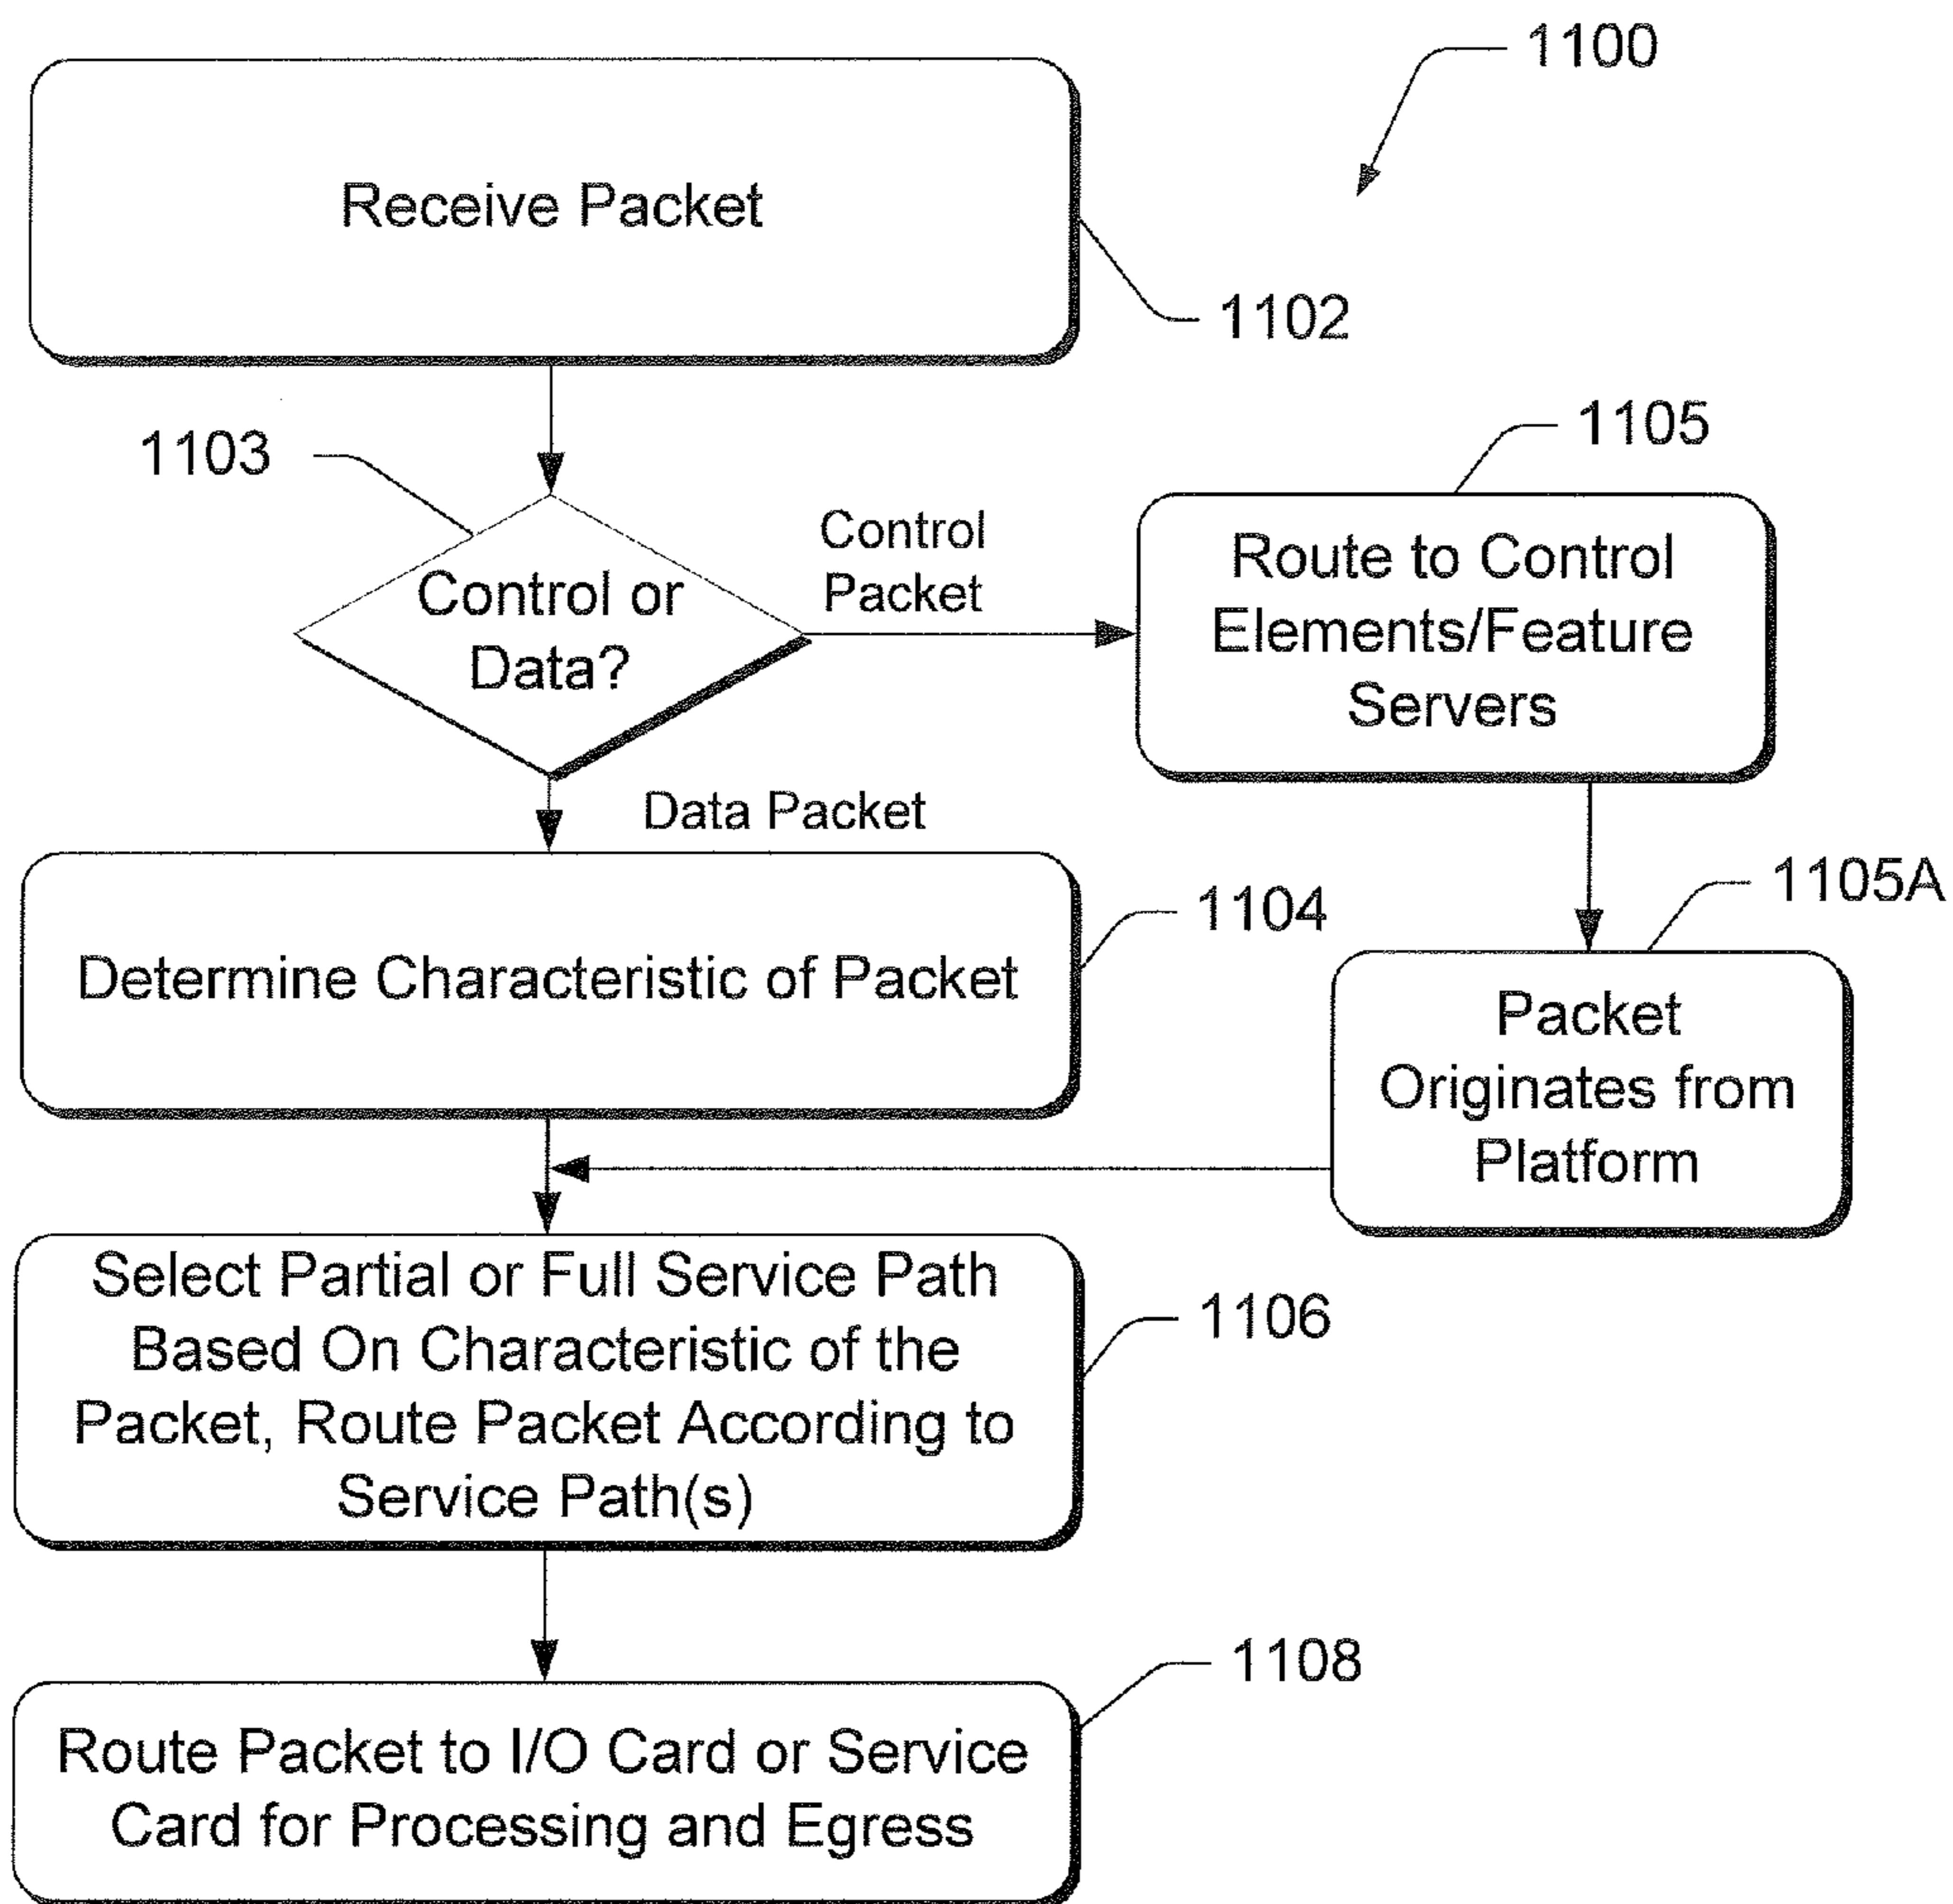 1100
Receive Packet
1102
1103
Control or
Data?
Control
Packet
1105
Route to Control
Elements/Feature
Servers
Data Packet
1104
Determine Characteristic of Packet
1105A
Packet
Originates from
Platform
Select Partial or Full Service Path
Based On Characteristic of the
Packet, Route Packet According to
Service Path(s)
1106
1108
Route Packet to I/O Card or Service
Card for Processing and Egress